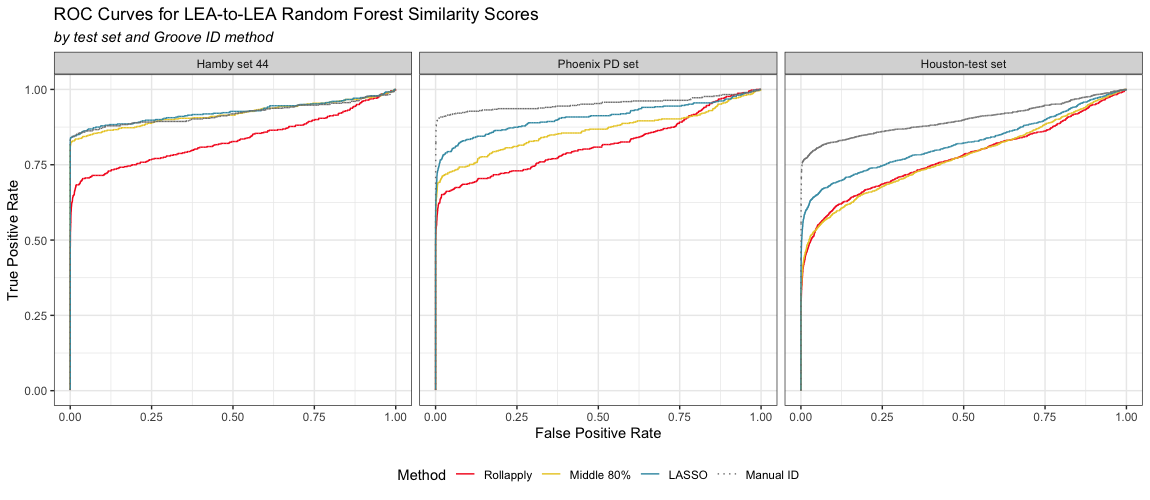 ROC Curves for LEA-to-LEA Random Forest Similarity Scores
by test set and Groove ID method
Hamby set 44 Phoenix PD set Houston-test set
1.00
0.75
0.50
0.25
0.00
True Positive Rate
0.00 0.25 0.50 0.75 1.00 0.00 0.25 0.50 0.75 1.00 0.00 0.25 0.50 0.75 1.00
False Positive Rate
Method Rollapply Middle 80% LASSO Manual ID